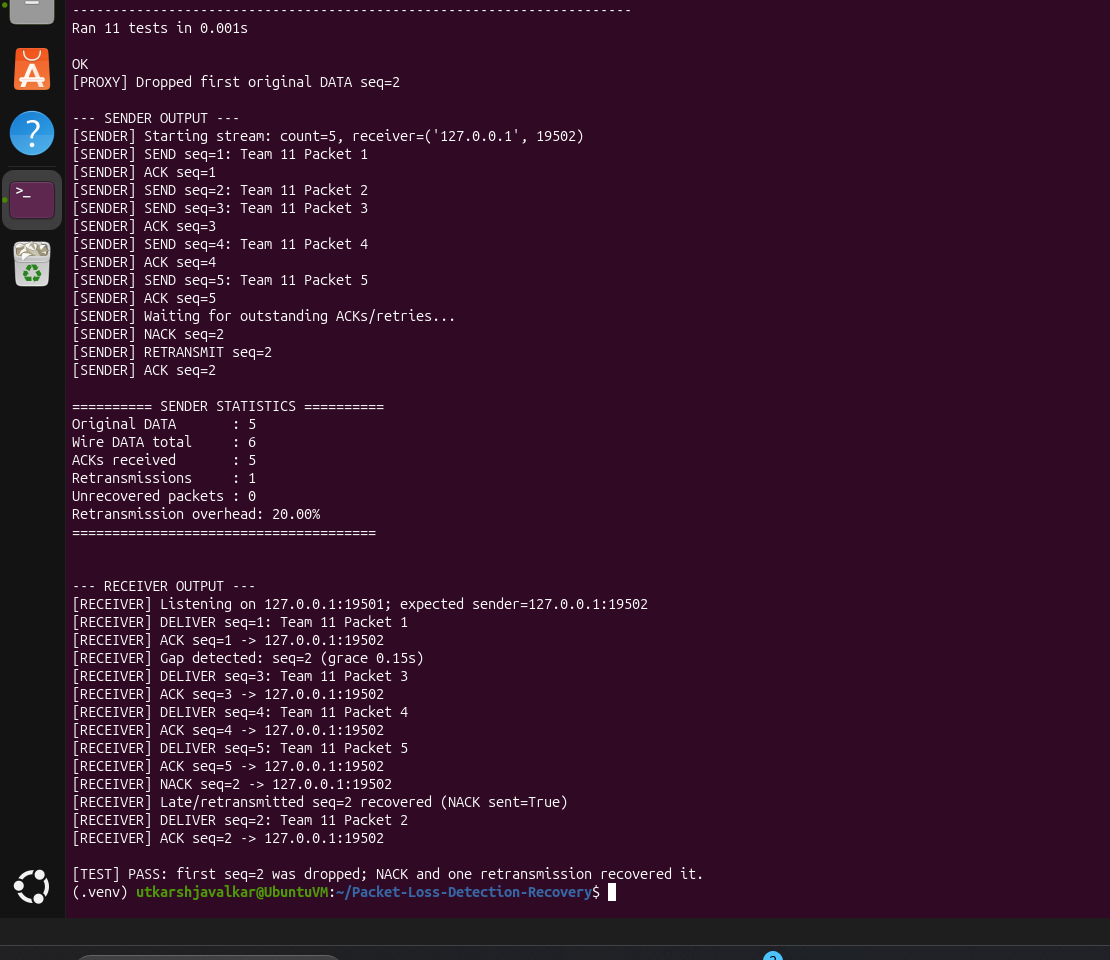 ----------------------------------------------------------------------
Ran 11 tests in 0.001s

OK
[PROXY] Dropped first original DATA seq=2

--- SENDER OUTPUT ---
[SENDER] Starting stream: count=5, receiver=('127.0.0.1', 19502)
[SENDER] SEND seq=1: Team 11 Packet 1
[SENDER] ACK seq=1
[SENDER] SEND seq=2: Team 11 Packet 2
[SENDER] SEND seq=3: Team 11 Packet 3
[SENDER] ACK seq=3
[SENDER] SEND seq=4: Team 11 Packet 4
[SENDER] ACK seq=4
[SENDER] SEND seq=5: Team 11 Packet 5
[SENDER] ACK seq=5
[SENDER] Waiting for outstanding ACKs/retries...
[SENDER] NACK seq=2
[SENDER] RETRANSMIT seq=2
[SENDER] ACK seq=2

========== SENDER STATISTICS ==========
Original DATA       : 5
Wire DATA total     : 6
ACKs received       : 5
Retransmissions     : 1
Unrecovered packets : 0
Retransmission overhead: 20.00%
======================================

--- RECEIVER OUTPUT ---
[RECEIVER] Listening on 127.0.0.1:19501; expected sender=127.0.0.1:19502
[RECEIVER] DELIVER seq=1: Team 11 Packet 1
[RECEIVER] ACK seq=1 -> 127.0.0.1:19502
[RECEIVER] Gap detected: seq=2 (grace 0.15s)
[RECEIVER] DELIVER seq=3: Team 11 Packet 3
[RECEIVER] ACK seq=3 -> 127.0.0.1:19502
[RECEIVER] DELIVER seq=4: Team 11 Packet 4
[RECEIVER] ACK seq=4 -> 127.0.0.1:19502
[RECEIVER] DELIVER seq=5: Team 11 Packet 5
[RECEIVER] ACK seq=5 -> 127.0.0.1:19502
[RECEIVER] NACK seq=2 -> 127.0.0.1:19502
[RECEIVER] Late/retransmitted seq=2 recovered (NACK sent=True)
[RECEIVER] DELIVER seq=2: Team 11 Packet 2
[RECEIVER] ACK seq=2 -> 127.0.0.1:19502

[TEST] PASS: first seq=2 was dropped; NACK and one retransmission recovered it.
(.venv) utkarshjavalkar@UbuntuVM:~/Packet-Loss-Detection-Recovery$